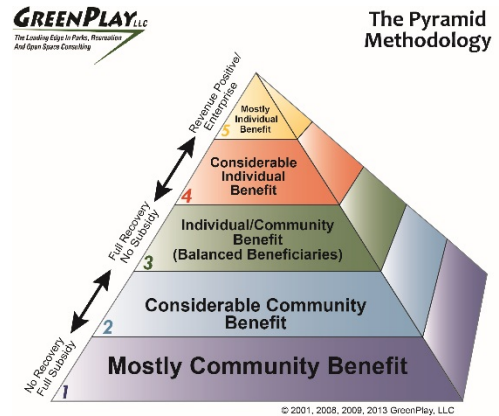 GREENPLAY, LLC
The Leading Edge In Parks, Recreation
And Open Space Consulting
The Pyramid
Methodology
Revenue Positive/
Enterprise
Mostly
Individual
Benefit
5
Considerable
Individual
Benefit
4
Full Recovery
No Subsidy
Individual/Community
Benefit
(Balanced Beneficiaries)
3
Considerable Community
Benefit
2
No Recovery
Full Subsidy
Mostly Community Benefit
1
© 2001, 2008, 2009, 2013 GreenPlay, LLC